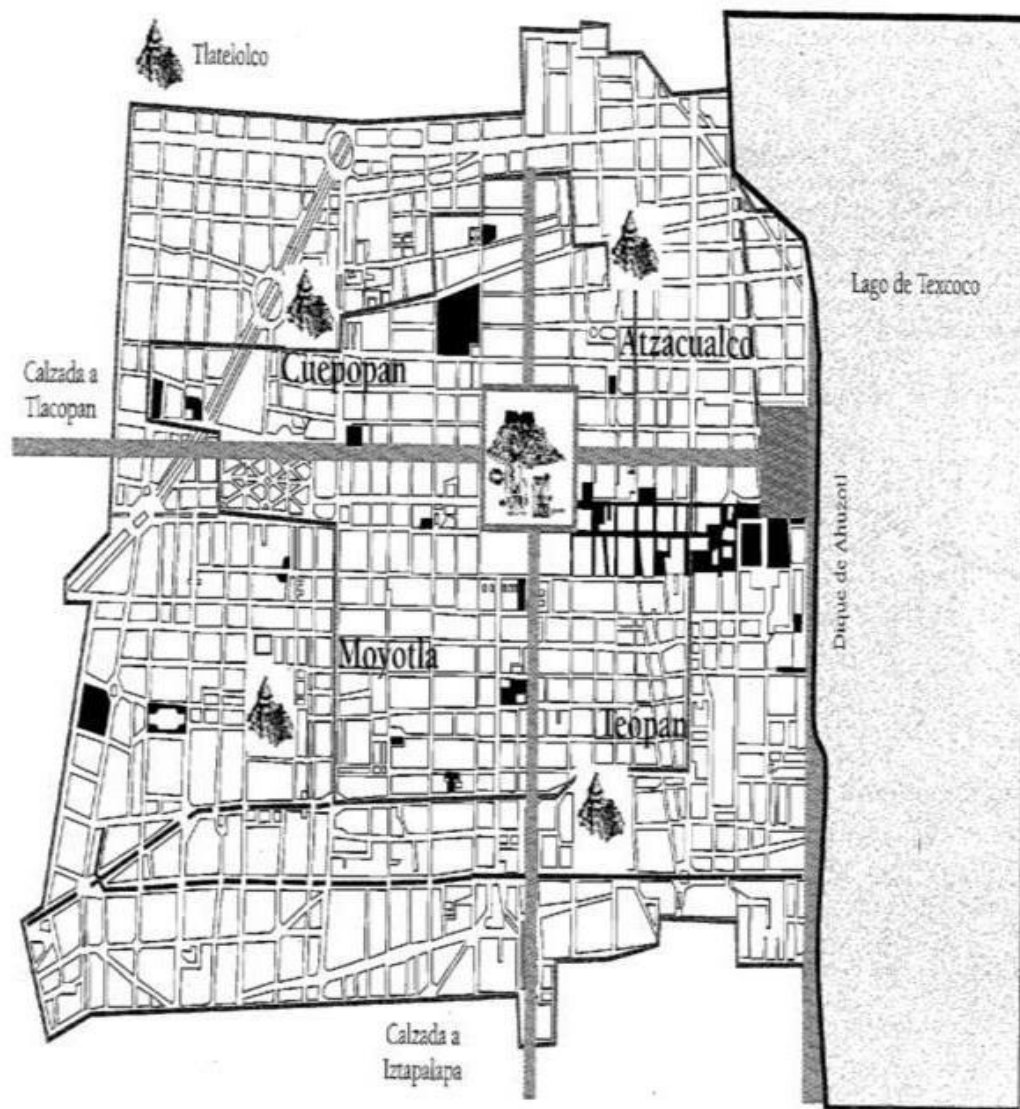 Tlatelolco
Lago de Texcoco
Atzacualco
Cuepopan
Calzada a
Tlacopan
Dique de Ahuzotl
Moyotla
Teopan
Calzada a
Iztapalapa